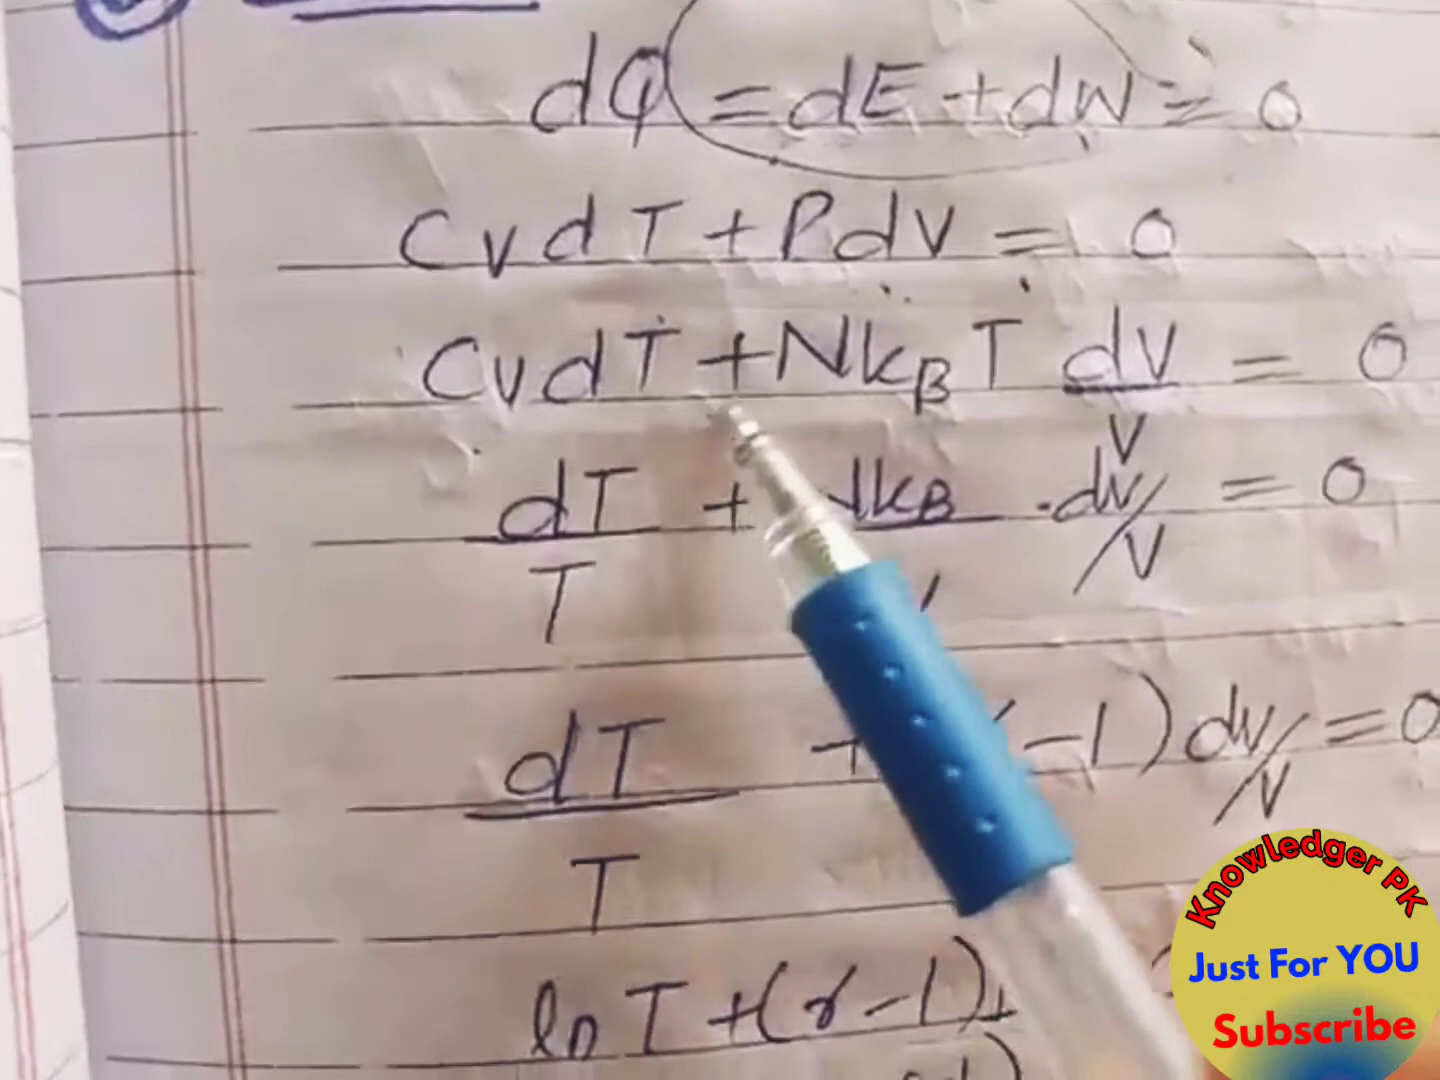 dQ = dE + dW = 0
CvdT + PdV = 0
CvdT + NkBT dV/V = 0
dT/T + NkB . dV/V = 0
dT/T + -1) dV/V = 0
ln T + (γ-1)
Knowledger PK
Just For YOU
Subscribe